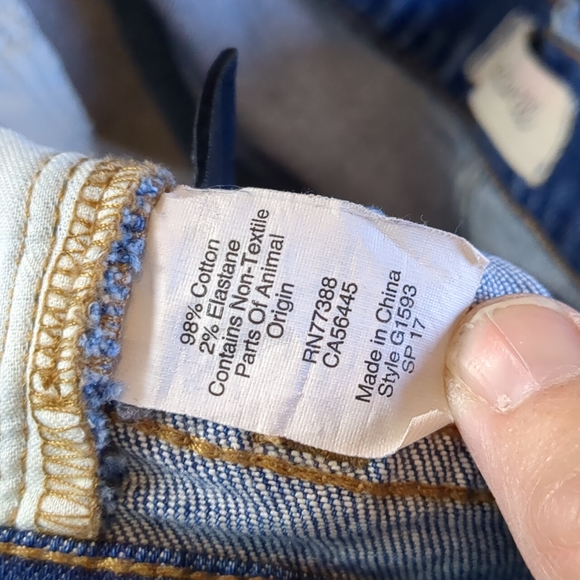 98% Cotton
2% Elastane
Contains Non-Textile
Parts Of Animal
Origin
RN77388
CA56445
Made in China
Style G1593
SP 17